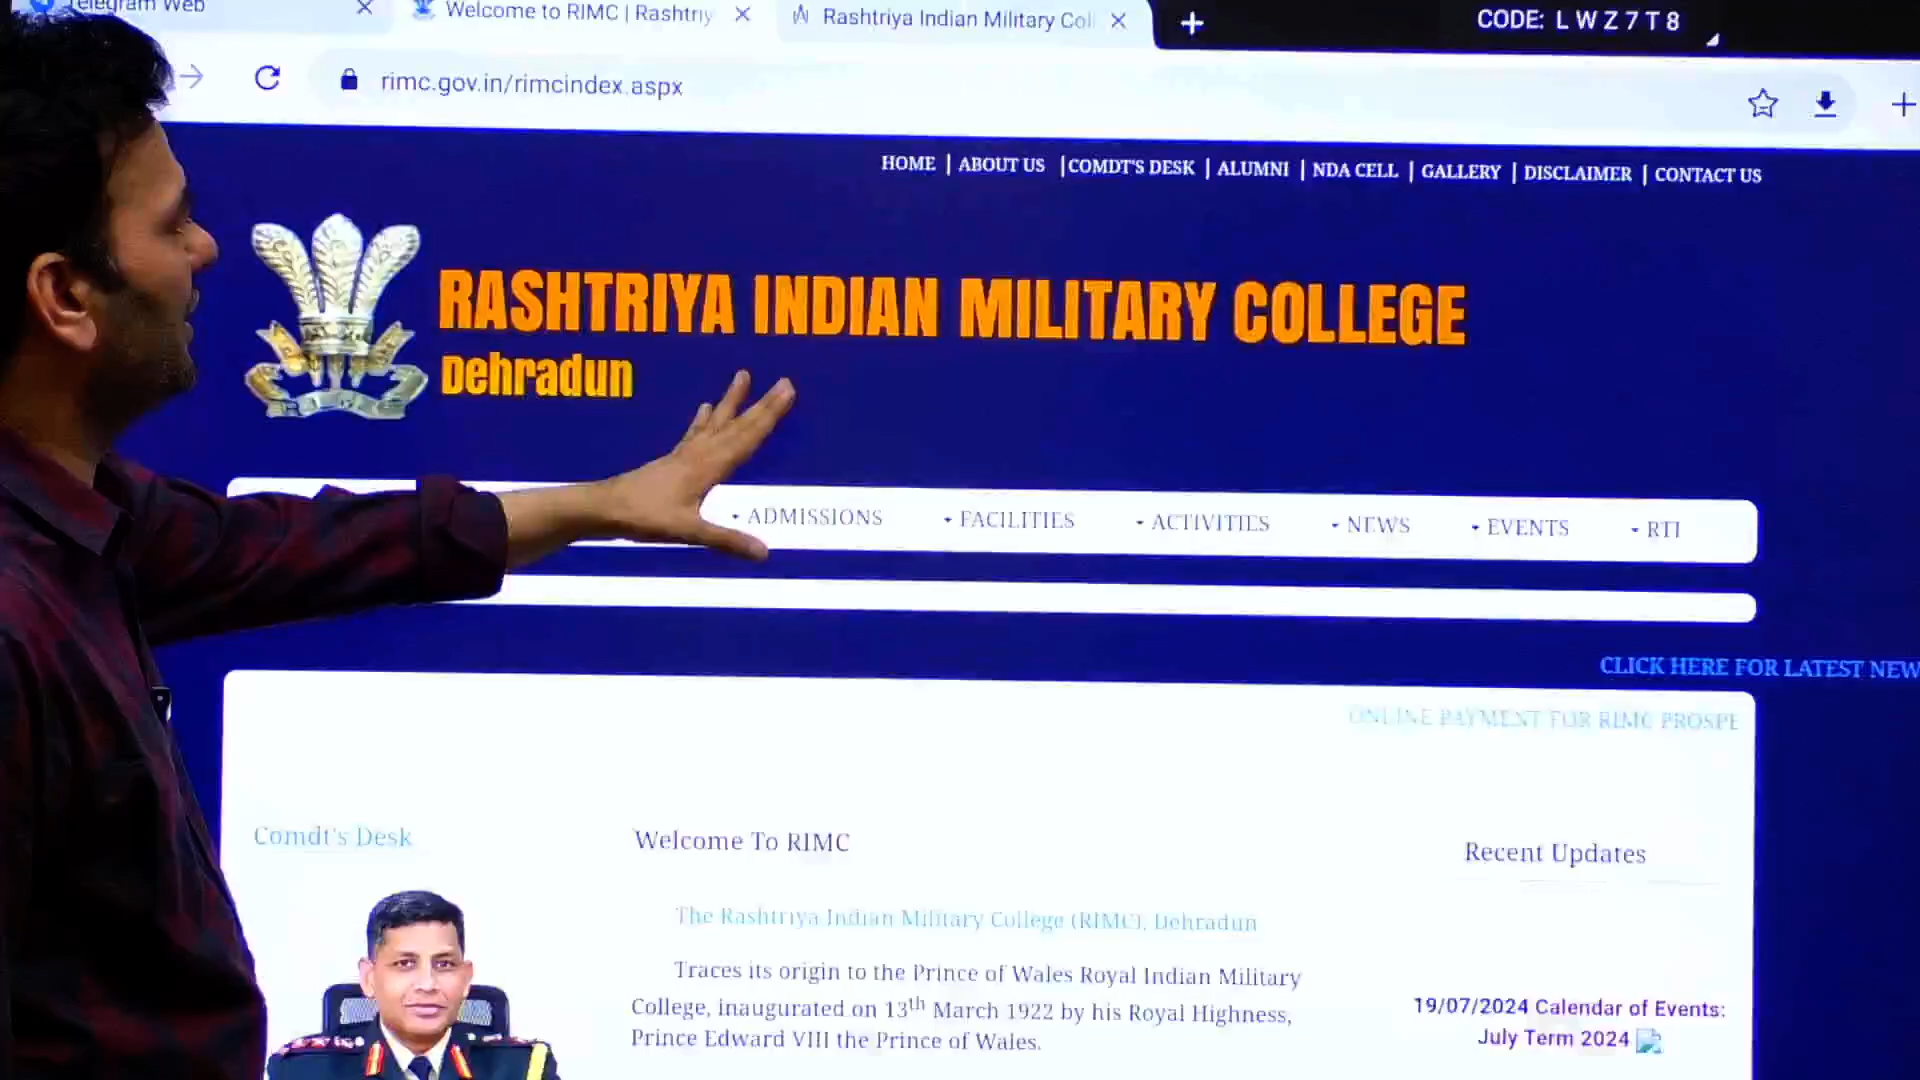 Telegram Web
Welcome to RIMC | Rashtriy
Rashtriya Indian Military Col
CODE: L W Z 7 T 8
rimc.gov.in/rimcindex.aspx
HOME | ABOUT US | COMDT'S DESK | ALUMNI | NDA CELL | GALLERY | DISCLAIMER | CONTACT US
RASHTRIYA INDIAN MILITARY COLLEGE
Dehradun
ADMISSIONS
FACILITIES
ACTIVITIES
NEWS
EVENTS
RTI
CLICK HERE FOR LATEST NEW
ONLINE PAYMENT FOR RIMC PROSPE
Comdt's Desk
Welcome To RIMC
Recent Updates
The Rashtriya Indian Military College (RIMC), Dehradun
Traces its origin to the Prince of Wales Royal Indian Military
College, inaugurated on 13th March 1922 by his Royal Highness,
Prince Edward VIII the Prince of Wales.
19/07/2024 Calendar of Events:
July Term 2024